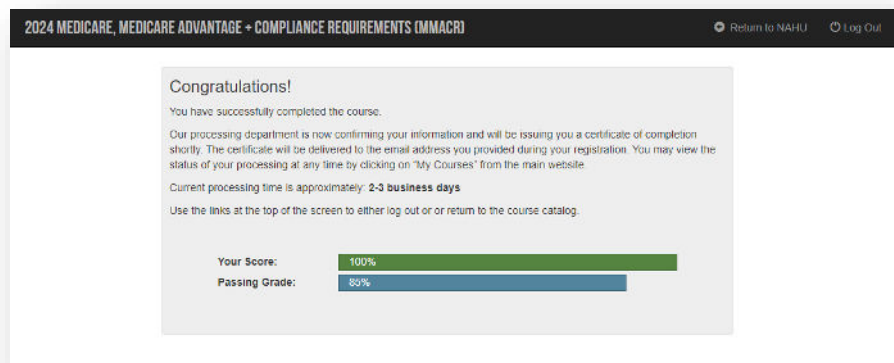 2024 MEDICARE, MEDICARE ADVANTAGE + COMPLIANCE REQUIREMENTS (MMACR)
Return to NAHU
Log Out
Congratulations!
You have successfully completed the course.
Our processing department is now confirming your information and will be issuing you a certificate of completion
shortly. The certificate will be delivered to the email address you provided during your registration. You may view the
status of your processing at any time by clicking on "My Courses" from the main website.
Current processing time is approximately: 2-3 business days
Use the links at the top of the screen to either log out or or return to the course catalog.
Your Score: 100%
Passing Grade: 85%